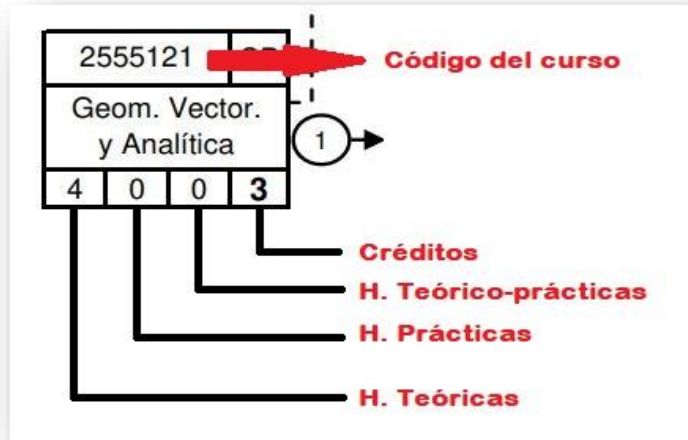 2555121
Código del curso
Geom. Vector.
y Analítica
1
4 0 0 3
Créditos
H. Teórico-prácticas
H. Prácticas
H. Teóricas